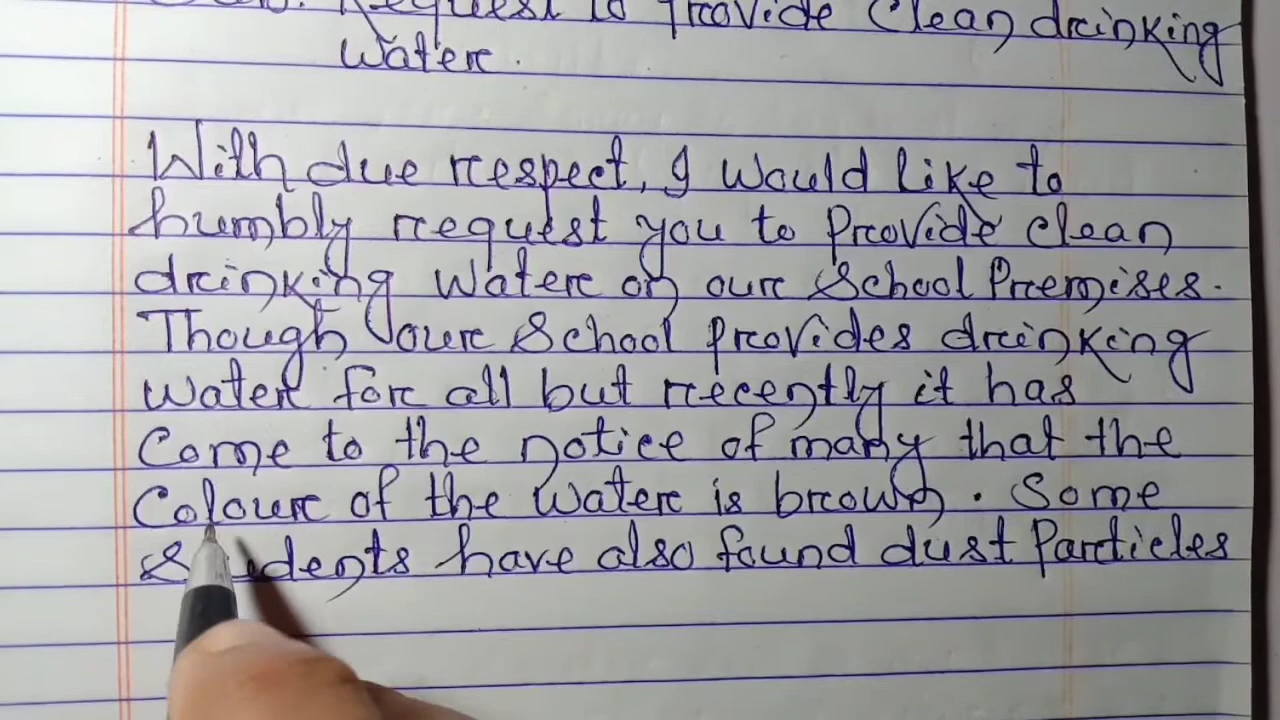 Request to Provide Clean drinking
Water.
With due respect, I Would like to
humbly request you to Provide clean
drinking Water on our School Premises.
Though our School Provides drinking
Water for all but recently it has
Come to the notice of many that the
Colour of the Water is brown. Some
Students have also found dust Particles